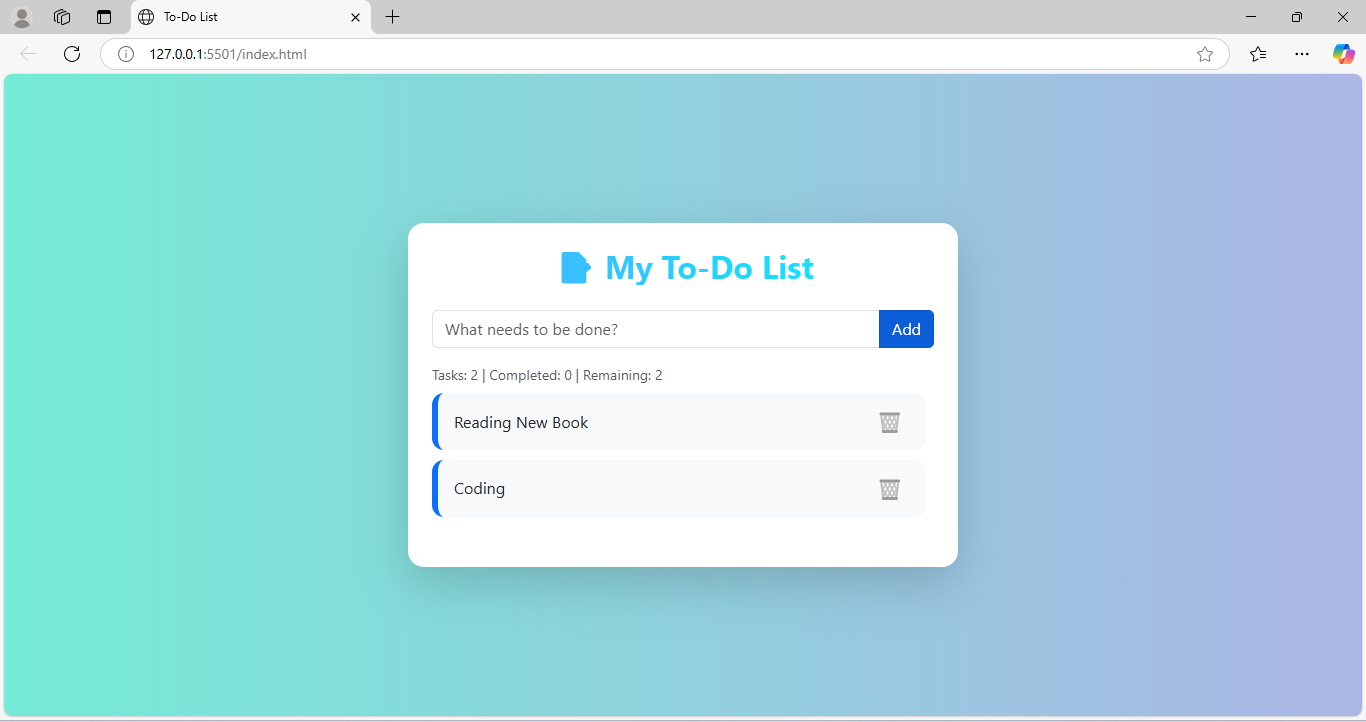 To-Do List
127.0.0.1:5501/index.html
My To-Do List
What needs to be done?
Add
Tasks: 2 | Completed: 0 | Remaining: 2
Reading New Book
Coding